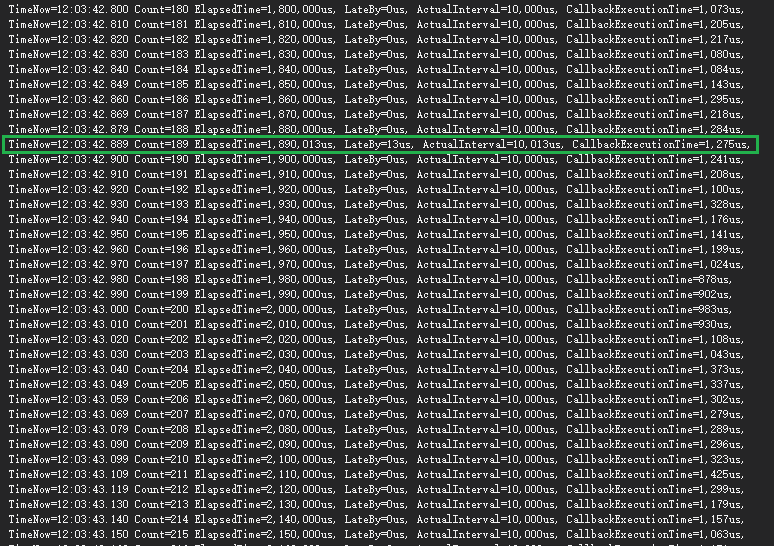 TimeNow=12:03:42.800 Count=180 ElapsedTime=1,800,000us, LateBy=0us, ActualInterval=10,000us, CallbackExecutionTime=1,073us,
TimeNow=12:03:42.810 Count=181 ElapsedTime=1,810,000us, LateBy=0us, ActualInterval=10,000us, CallbackExecutionTime=1,205us,
TimeNow=12:03:42.820 Count=182 ElapsedTime=1,820,000us, LateBy=0us, ActualInterval=10,000us, CallbackExecutionTime=1,217us,
TimeNow=12:03:42.830 Count=183 ElapsedTime=1,830,000us, LateBy=0us, ActualInterval=10,000us, CallbackExecutionTime=1,080us,
TimeNow=12:03:42.840 Count=184 ElapsedTime=1,840,000us, LateBy=0us, ActualInterval=10,000us, CallbackExecutionTime=1,084us,
TimeNow=12:03:42.849 Count=185 ElapsedTime=1,850,000us, LateBy=0us, ActualInterval=10,000us, CallbackExecutionTime=1,143us,
TimeNow=12:03:42.860 Count=186 ElapsedTime=1,860,000us, LateBy=0us, ActualInterval=10,000us, CallbackExecutionTime=1,295us,
TimeNow=12:03:42.869 Count=187 ElapsedTime=1,870,000us, LateBy=0us, ActualInterval=10,000us, CallbackExecutionTime=1,218us,
TimeNow=12:03:42.879 Count=188 ElapsedTime=1,880,000us, LateBy=0us, ActualInterval=10,000us, CallbackExecutionTime=1,284us,
TimeNow=12:03:42.889 Count=189 ElapsedTime=1,890,013us, LateBy=13us, ActualInterval=10,013us, CallbackExecutionTime=1,275us,
TimeNow=12:03:42.900 Count=190 ElapsedTime=1,900,000us, LateBy=0us, ActualInterval=10,000us, CallbackExecutionTime=1,241us,
TimeNow=12:03:42.910 Count=191 ElapsedTime=1,910,000us, LateBy=0us, ActualInterval=10,000us, CallbackExecutionTime=1,208us,
TimeNow=12:03:42.920 Count=192 ElapsedTime=1,920,000us, LateBy=0us, ActualInterval=10,000us, CallbackExecutionTime=1,100us,
TimeNow=12:03:42.930 Count=193 ElapsedTime=1,930,000us, LateBy=0us, ActualInterval=10,000us, CallbackExecutionTime=1,328us,
TimeNow=12:03:42.940 Count=194 ElapsedTime=1,940,000us, LateBy=0us, ActualInterval=10,000us, CallbackExecutionTime=1,176us,
TimeNow=12:03:42.950 Count=195 ElapsedTime=1,950,000us, LateBy=0us, ActualInterval=10,000us, CallbackExecutionTime=1,141us,
TimeNow=12:03:42.960 Count=196 ElapsedTime=1,960,000us, LateBy=0us, ActualInterval=10,000us, CallbackExecutionTime=1,199us,
TimeNow=12:03:42.970 Count=197 ElapsedTime=1,970,000us, LateBy=0us, ActualInterval=10,000us, CallbackExecutionTime=1,024us,
TimeNow=12:03:42.980 Count=198 ElapsedTime=1,980,000us, LateBy=0us, ActualInterval=10,000us, CallbackExecutionTime=878us,
TimeNow=12:03:42.990 Count=199 ElapsedTime=1,990,000us, LateBy=0us, ActualInterval=10,000us, CallbackExecutionTime=902us,
TimeNow=12:03:43.000 Count=200 ElapsedTime=2,000,000us, LateBy=0us, ActualInterval=10,000us, CallbackExecutionTime=983us,
TimeNow=12:03:43.010 Count=201 ElapsedTime=2,010,000us, LateBy=0us, ActualInterval=10,000us, CallbackExecutionTime=930us,
TimeNow=12:03:43.020 Count=202 ElapsedTime=2,020,000us, LateBy=0us, ActualInterval=10,000us, CallbackExecutionTime=1,108us,
TimeNow=12:03:43.030 Count=203 ElapsedTime=2,030,000us, LateBy=0us, ActualInterval=10,000us, CallbackExecutionTime=1,043us,
TimeNow=12:03:43.040 Count=204 ElapsedTime=2,040,000us, LateBy=0us, ActualInterval=10,000us, CallbackExecutionTime=1,373us,
TimeNow=12:03:43.049 Count=205 ElapsedTime=2,050,000us, LateBy=0us, ActualInterval=10,000us, CallbackExecutionTime=1,337us,
TimeNow=12:03:43.059 Count=206 ElapsedTime=2,060,000us, LateBy=0us, ActualInterval=10,000us, CallbackExecutionTime=1,302us,
TimeNow=12:03:43.069 Count=207 ElapsedTime=2,070,000us, LateBy=0us, ActualInterval=10,000us, CallbackExecutionTime=1,279us,
TimeNow=12:03:43.079 Count=208 ElapsedTime=2,080,000us, LateBy=0us, ActualInterval=10,000us, CallbackExecutionTime=1,289us,
TimeNow=12:03:43.090 Count=209 ElapsedTime=2,090,000us, LateBy=0us, ActualInterval=10,000us, CallbackExecutionTime=1,296us,
TimeNow=12:03:43.099 Count=210 ElapsedTime=2,100,000us, LateBy=0us, ActualInterval=10,000us, CallbackExecutionTime=1,323us,
TimeNow=12:03:43.109 Count=211 ElapsedTime=2,110,000us, LateBy=0us, ActualInterval=10,000us, CallbackExecutionTime=1,425us,
TimeNow=12:03:43.119 Count=212 ElapsedTime=2,120,000us, LateBy=0us, ActualInterval=10,000us, CallbackExecutionTime=1,299us,
TimeNow=12:03:43.130 Count=213 ElapsedTime=2,130,000us, LateBy=0us, ActualInterval=10,000us, CallbackExecutionTime=1,179us,
TimeNow=12:03:43.140 Count=214 ElapsedTime=2,140,000us, LateBy=0us, ActualInterval=10,000us, CallbackExecutionTime=1,157us,
TimeNow=12:03:43.150 Count=215 ElapsedTime=2,150,000us, LateBy=0us, ActualInterval=10,000us, CallbackExecutionTime=1,063us,